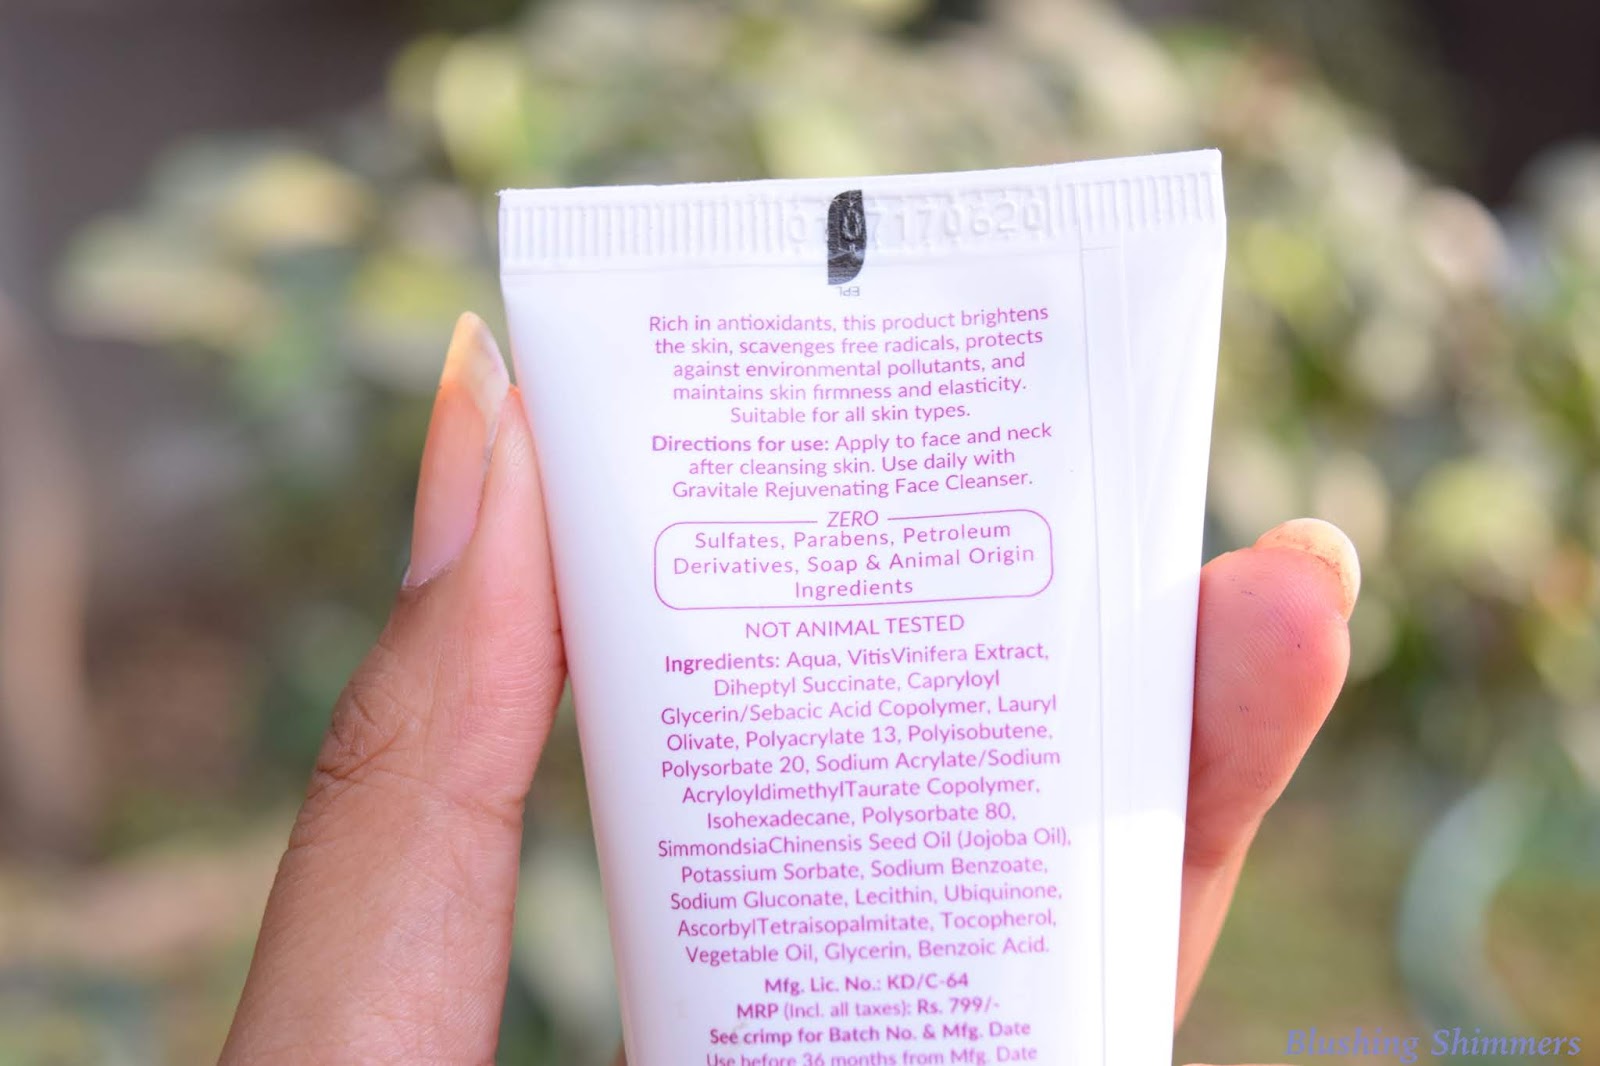 EPL
Rich in antioxidants, this product brightens
the skin, scavenges free radicals, protects
against environmental pollutants, and
maintains skin firmness and elasticity.
Suitable for all skin types.
Directions for use: Apply to face and neck
after cleansing skin. Use daily with
Gravitale Rejuvenating Face Cleanser.
ZERO
Sulfates, Parabens, Petroleum
Derivatives, Soap & Animal Origin
Ingredients
NOT ANIMAL TESTED
Ingredients: Aqua, VitisVinifera Extract,
Diheptyl Succinate, Capryloyl
Glycerin/Sebacic Acid Copolymer, Lauryl
Olivate, Polyacrylate 13, Polyisobutene,
Polysorbate 20, Sodium Acrylate/Sodium
AcryloyldimethylTaurate Copolymer,
Isohexadecane, Polysorbate 80,
SimmondsiaChinensis Seed Oil (Jojoba Oil),
Potassium Sorbate, Sodium Benzoate,
Sodium Gluconate, Lecithin, Ubiquinone,
AscorbylTetraisopalmitate, Tocopherol,
Vegetable Oil, Glycerin, Benzoic Acid.
Mfg. Lic. No.: KD/C-64
MRP (Incl. all taxes): Rs. 799/-
See crimp for Batch No. & Mfg. Date
Use before 36 months from Mfg. Date
Blushing Shimmers